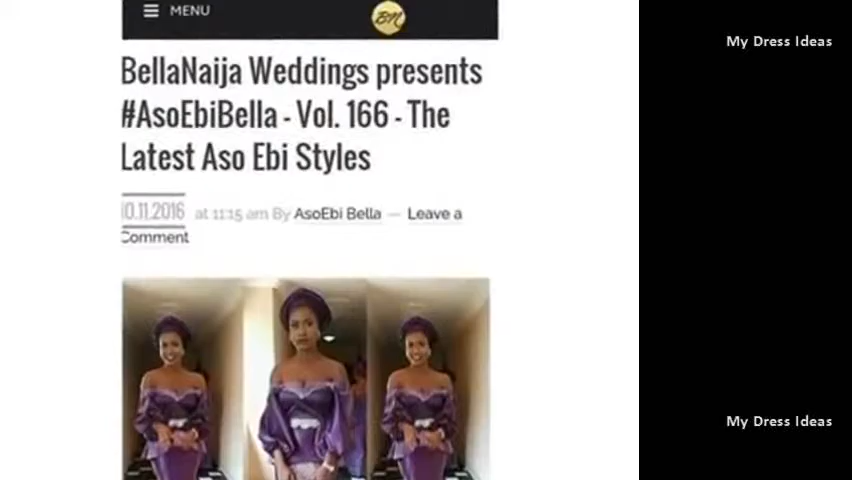 MENU
BN
My Dress Ideas
BellaNaija Weddings presents
#AsoEbiBella - Vol. 166 - The
Latest Aso Ebi Styles
10.11.2016 at 11:15 am By AsoEbi Bella — Leave a
Comment
My Dress Ideas